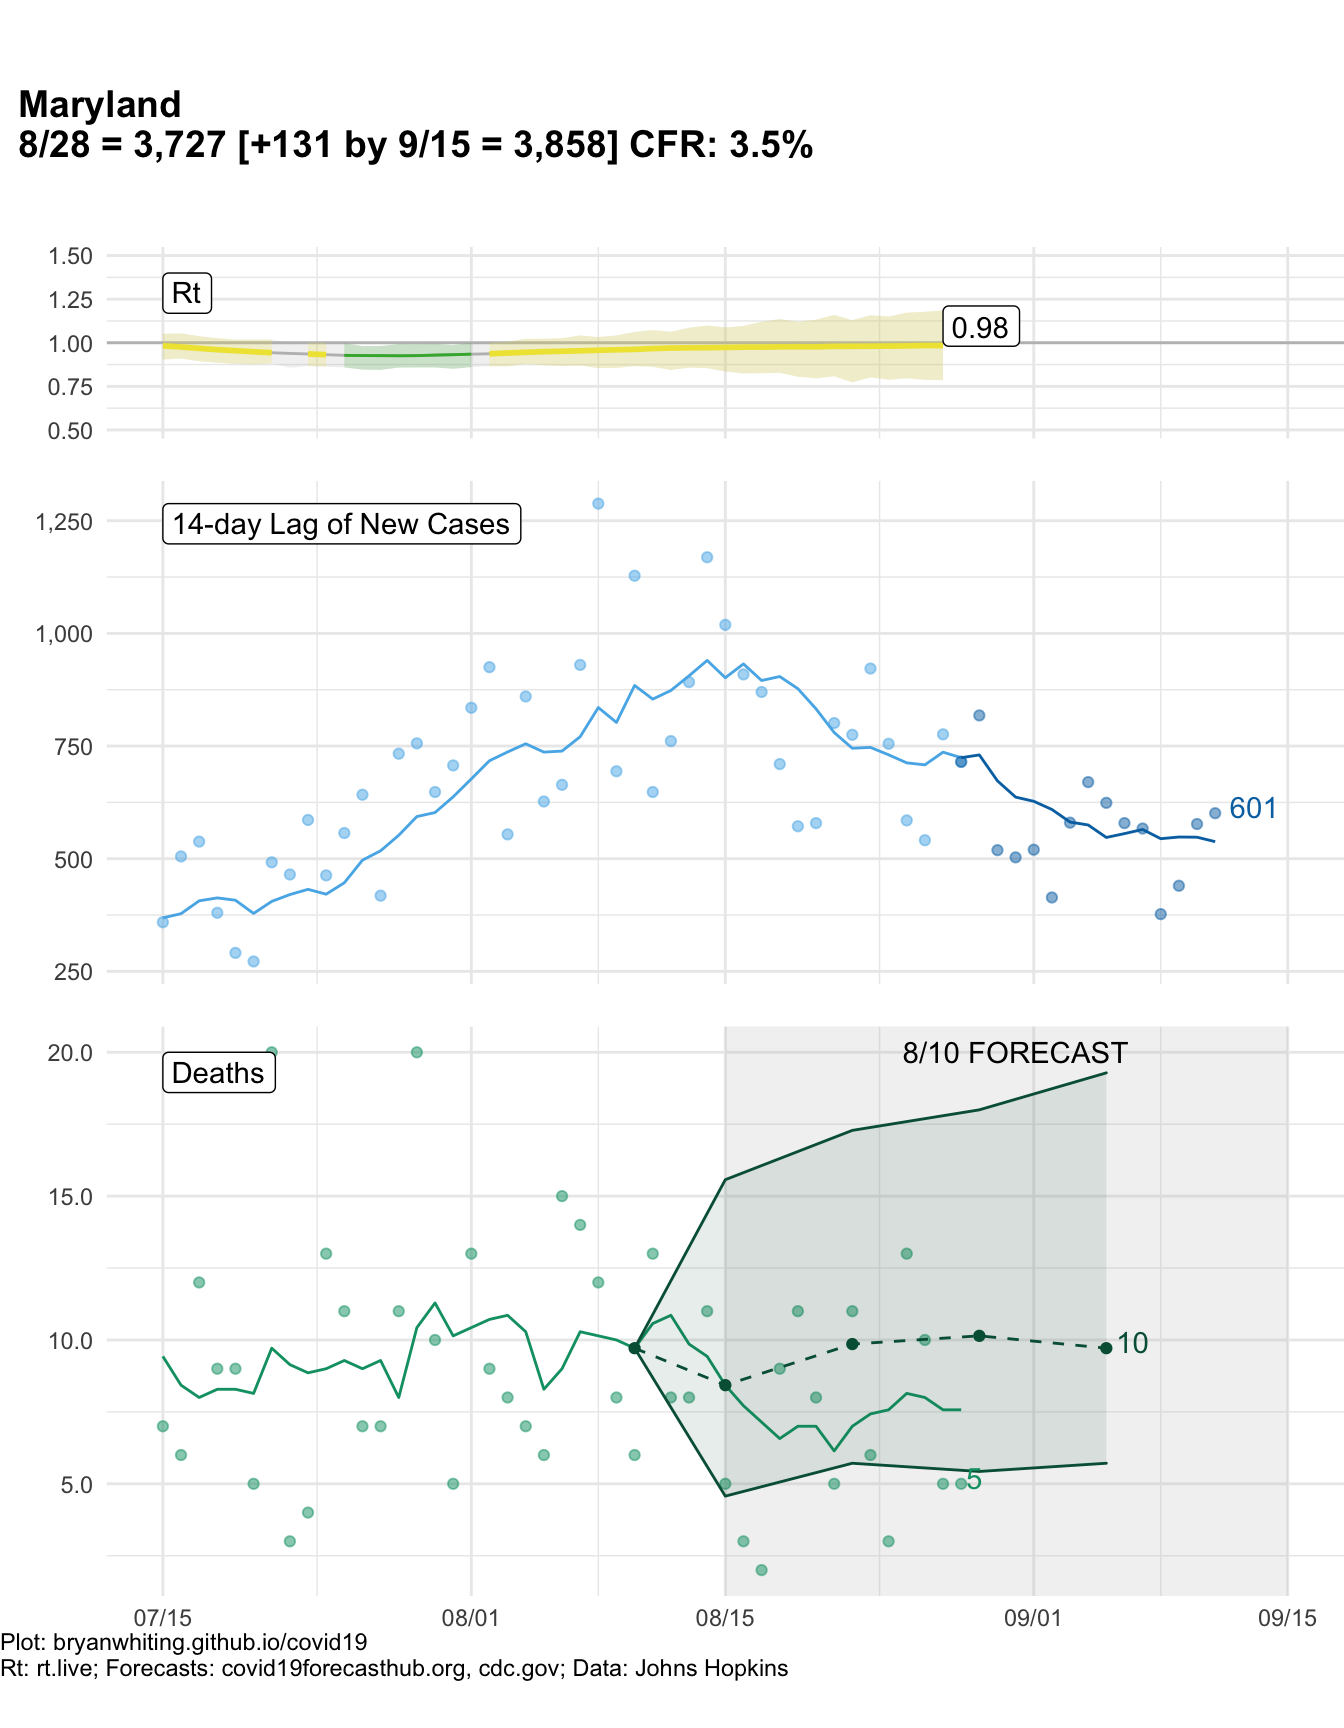 Maryland
8/28 = 3,727 [+131 by 9/15 = 3,858] CFR: 3.5%
1.50
1.25
1.00
0.75
0.50
Rt
0.98
1,250
1,000
750
500
250
14-day Lag of New Cases
601
20.0
15.0
10.0
5.0
Deaths
8/10 FORECAST
10
5
07/15
08/01
08/15
09/01
09/15
Plot: bryanwhiting.github.io/covid19
Rt: rt.live; Forecasts: covid19forecasthub.org, cdc.gov; Data: Johns Hopkins